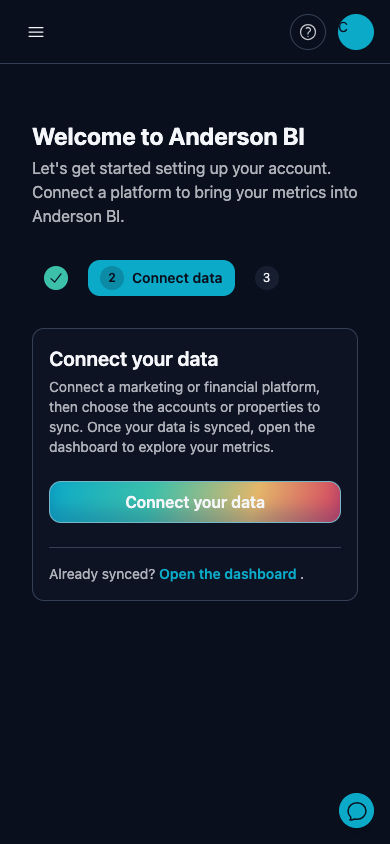 C
Welcome to Anderson BI
Let's get started setting up your account.
Connect a platform to bring your metrics into
Anderson BI.
2 Connect data 3
Connect your data
Connect a marketing or financial platform,
then choose the accounts or properties to
sync. Once your data is synced, open the
dashboard to explore your metrics.
Connect your data
Already synced? Open the dashboard .